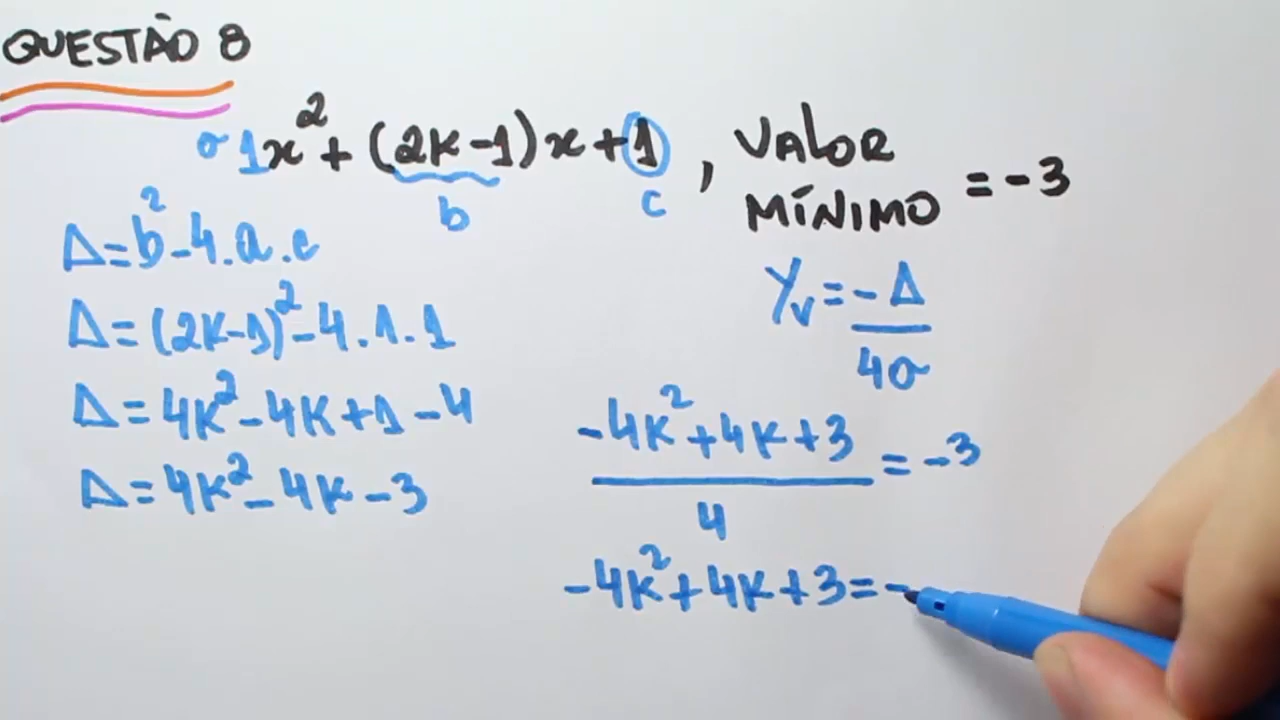 QUESTÃO 8
a 1x² + (2k-1)x + 1 , VALOR MÍNIMO = -3
b c
Δ = b² - 4.a.c
Δ = (2k-1)² - 4.1.1
Δ = 4k² - 4k + 1 - 4
Δ = 4k² - 4k - 3
Yv = -Δ
4a
-4k² + 4k + 3 = -3
4
-4k² + 4k + 3 = -